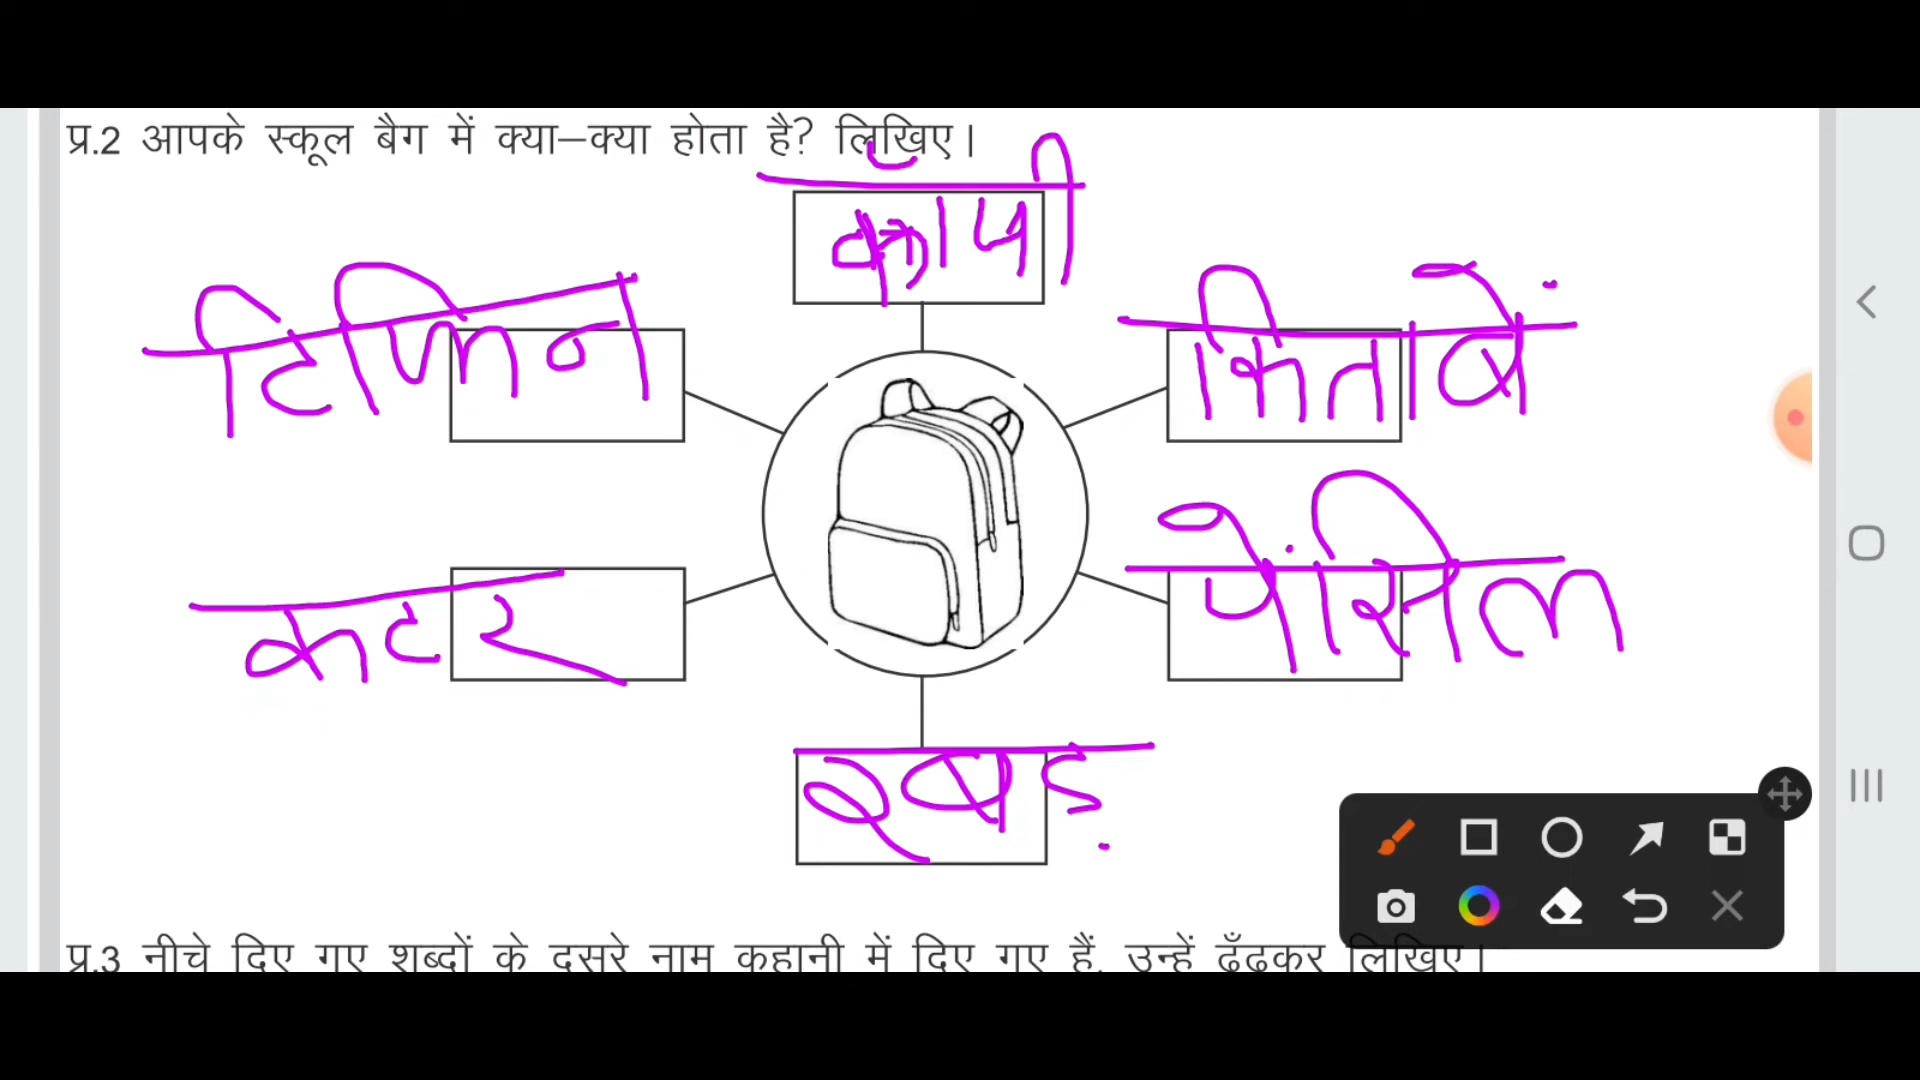 प्र.2 आपके स्कूल बैग में क्या–क्या होता है? लिखिए।
कॉपी
टिफिन
किताबें
कटर
पेंसिल
रबड़
प्र.3 नीचे दिए गए शब्दों के दूसरे नाम कहानी में दिए गए हैं, उन्हें ढूँढकर लिखिए।